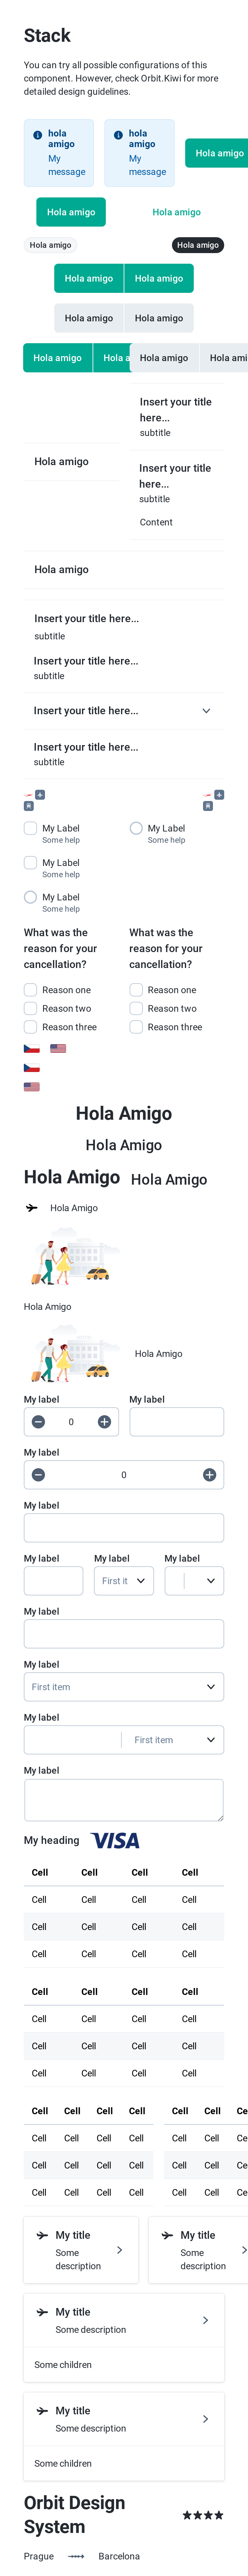 Stack
You can try all possible configurations of this
component. However, check Orbit.Kiwi for more
detailed design guidelines.
hola
amigo
My
message
hola
amigo
My
message
Hola amigo
Hola amigo
Hola amigo
Hola amigo
Hola amigo
Hola amigo Hola amigo
Hola amigo Hola amigo
Hola amigo Hola a Hola amigo Hola ami
Hola amigo
Insert your title
here...
subtitle
Insert your title
here...
subtitle
Content
Hola amigo
Insert your title here...
subtitle
Insert your title here...
subtitle
Insert your title here...
Insert your title here...
subtitle
My Label
Some help
My Label
Some help
My Label
Some help
My Label
Some help
What was the
reason for your
cancellation?
Reason one
Reason two
Reason three
What was the
reason for your
cancellation?
Reason one
Reason two
Reason three
Hola Amigo
Hola Amigo
Hola Amigo Hola Amigo
Hola Amigo
Hola Amigo
Hola Amigo
My label My label
0
My label
0
My label
My label My label My label
First it
My label
My label
First item
My label
First item
My label
My heading VISA
Cell Cell Cell Cell
Cell Cell Cell Cell
Cell Cell Cell Cell
Cell Cell Cell Cell
Cell Cell Cell Cell
Cell Cell Cell Cell
Cell Cell Cell Cell
Cell Cell Cell Cell
Cell Cell Cell Cell Cell Cell Cell Ce
Cell Cell Cell Cell Cell Cell Cell Ce
Cell Cell Cell Cell Cell Cell Cell Ce
Cell Cell Cell Cell Cell Cell Cell Ce
My title
Some
description
My title
Some
description
My title
Some description
Some children
My title
Some description
Some children
Orbit Design
System
Prague Barcelona